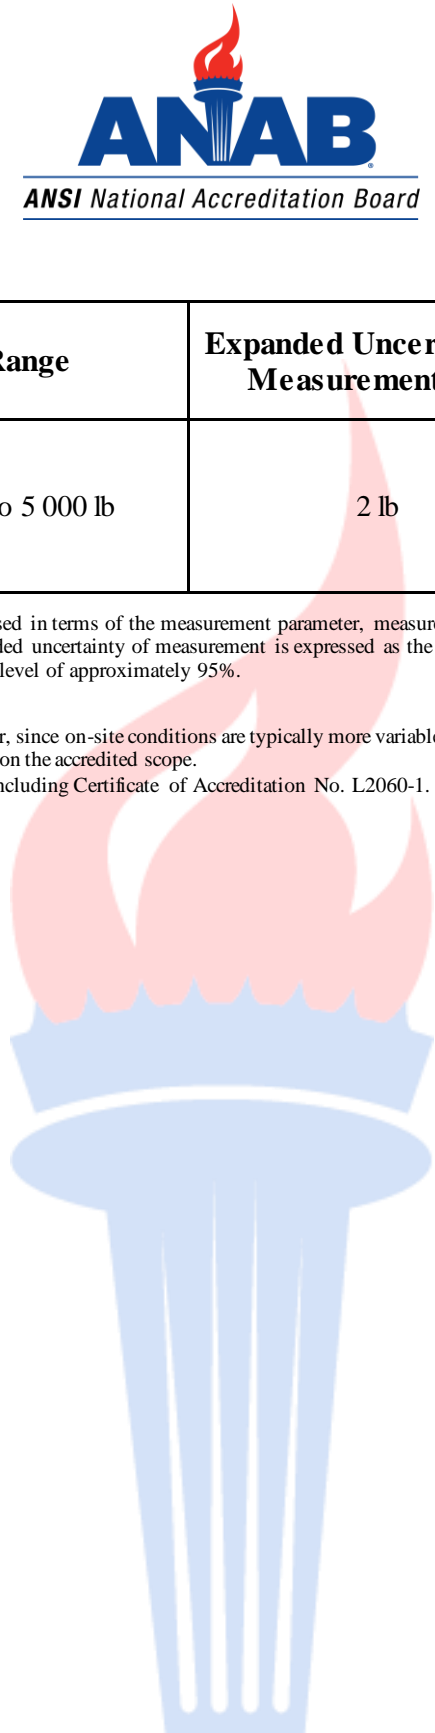 ANAB
ANSI National Accreditation Board
Range
Expanded Uncer
Measurement
o 5 000 lb
2 lb
sed in terms of the measurement parameter, measure
ded uncertainty of measurement is expressed as the
level of approximately 95%.
r, since on-site conditions are typically more variable
on the accredited scope.
ncluding Certificate of Accreditation No. L2060-1.